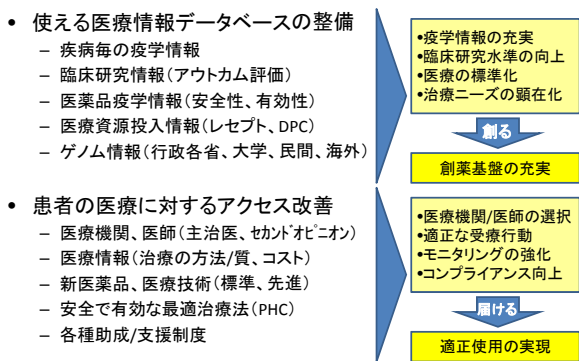 • 使える医療情報データベースの整備
– 疾病毎の疫学情報
– 臨床研究情報(アウトカム評価)
– 医薬品疫学情報(安全性、有効性)
– 医療資源投入情報(レセプト、DPC)
– ゲノム情報(行政各省、大学、民間、海外)
•疫学情報の充実
•臨床研究水準の向上
•医療の標準化
•治療ニーズの顕在化
創る
創薬基盤の充実
• 患者の医療に対するアクセス改善
– 医療機関、医師(主治医、セカンドオピニオン)
– 医療情報(治療の方法/質、コスト)
– 新医薬品、医療技術(標準、先進)
– 安全で有効な最適治療法(PHC)
– 各種助成/支援制度
•医療機関/医師の選択
•適正な受療行動
•モニタリングの強化
•コンプライアンス向上
届ける
適正使用の実現